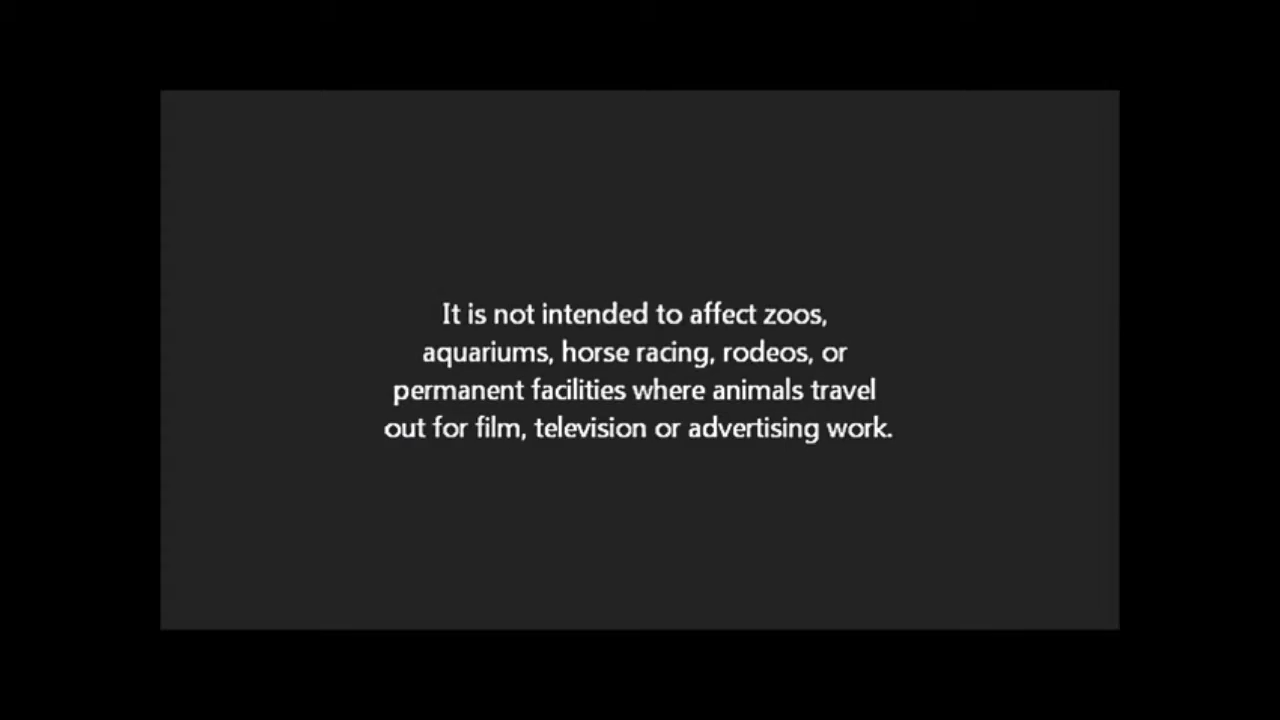 It is not intended to affect zoos,
aquariums, horse racing, rodeos, or
permanent facilities where animals travel
out for film, television or advertising work.